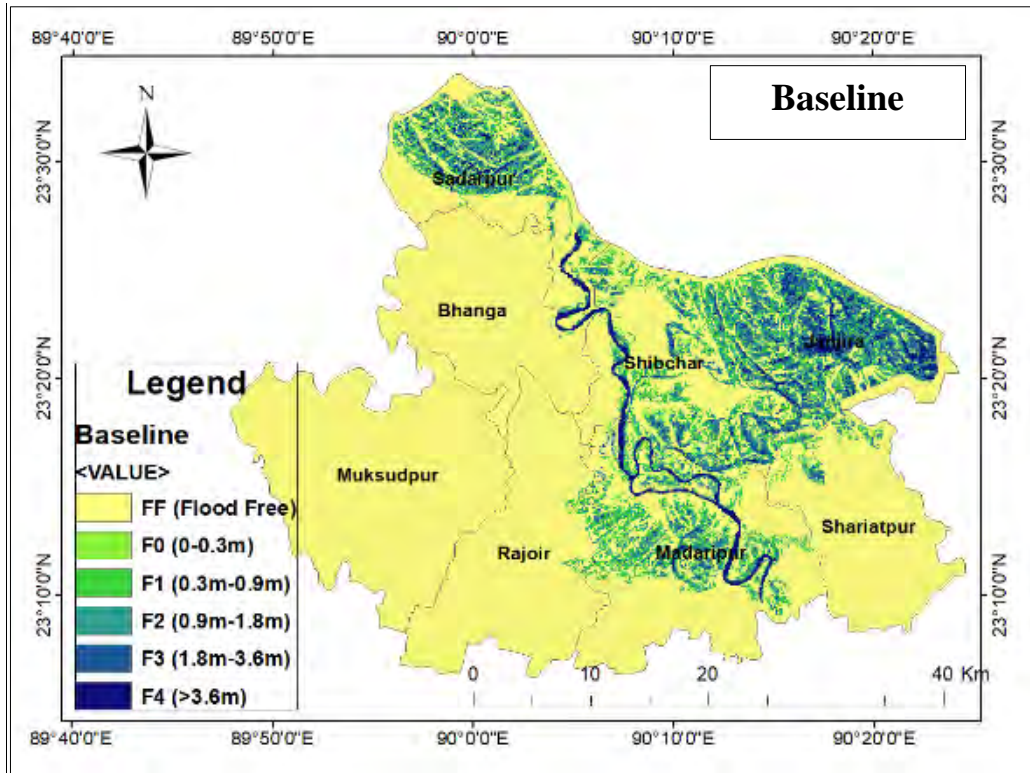 89°40'0"E 89°50'0"E 90°0'0"E 90°10'0"E 90°20'0"E
Baseline
N
23°30'0"N
23°30'0"N
Sadarpur
Bhanga
Shibchar
Janjira
23°20'0"N
23°20'0"N
Legend
Baseline
<VALUE>
FF (Flood Free)
F0 (0-0.3m)
F1 (0.3m-0.9m)
F2 (0.9m-1.8m)
F3 (1.8m-3.6m)
F4 (>3.6m)
Muksudpur
Rajoir
Madaripur
Shariatpur
23°10'0"N
23°10'0"N
0 10 20 40 Km
89°40'0"E 89°50'0"E 90°0'0"E 90°10'0"E 90°20'0"E